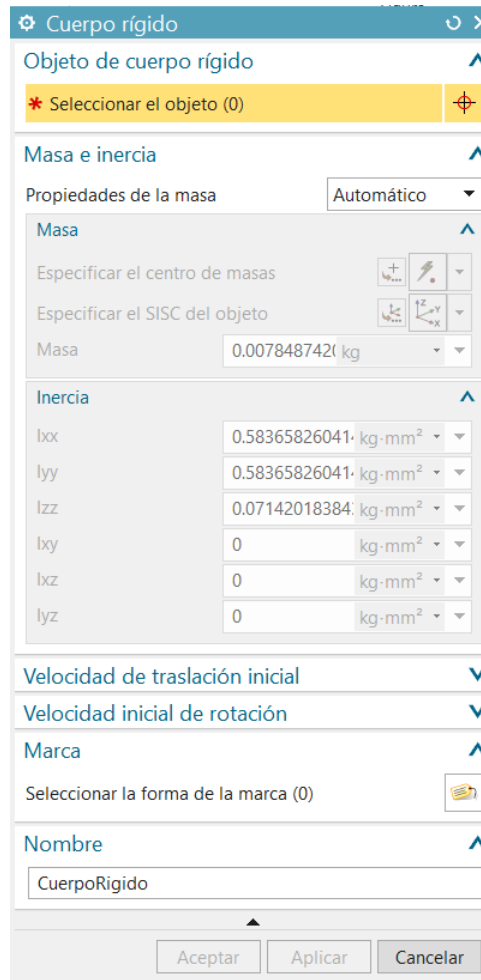 Cuerpo rígido
Objeto de cuerpo rígido
* Seleccionar el objeto (0)
Masa e inercia
Propiedades de la masa Automático
Masa
Especificar el centro de masas
Especificar el SISC del objeto
Masa 0.007848742 kg
Inercia
Ixx 0.58365826041 kg·mm²
Iyy 0.58365826041 kg·mm²
Izz 0.0714201838 kg·mm²
Ixy 0 kg·mm²
Ixz 0 kg·mm²
Iyz 0 kg·mm²
Velocidad de traslación inicial
Velocidad inicial de rotación
Marca
Seleccionar la forma de la marca (0)
Nombre
CuerpoRigido
Aceptar Aplicar Cancelar